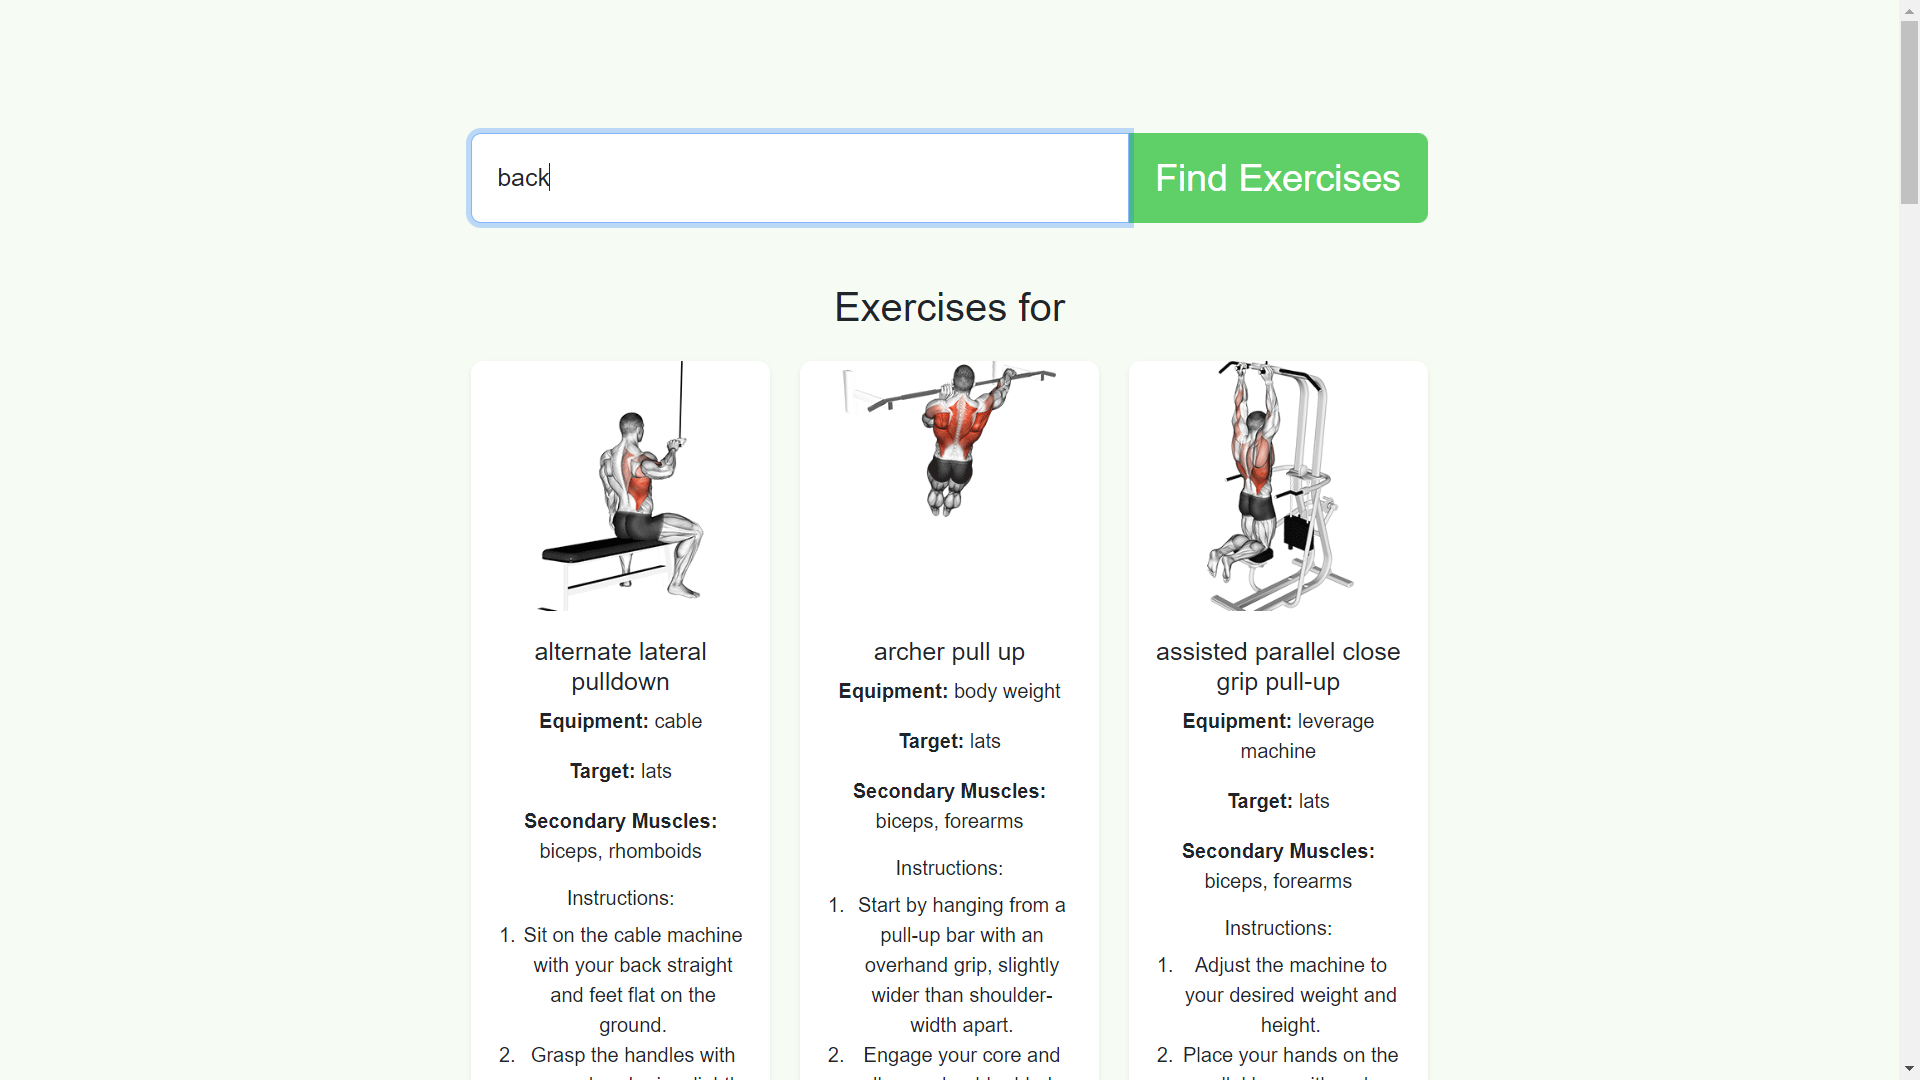 back
Find Exercises
Exercises for
alternate lateral
pulldown
Equipment: cable
Target: lats
Secondary Muscles:
biceps, rhomboids
Instructions:
1. Sit on the cable machine
with your back straight
and feet flat on the
ground.
2. Grasp the handles with
archer pull up
Equipment: body weight
Target: lats
Secondary Muscles:
biceps, forearms
Instructions:
1. Start by hanging from a
pull-up bar with an
overhand grip, slightly
wider than shoulder-
width apart.
2. Engage your core and
assisted parallel close
grip pull-up
Equipment: leverage
machine
Target: lats
Secondary Muscles:
biceps, forearms
Instructions:
1. Adjust the machine to
your desired weight and
height.
2. Place your hands on the